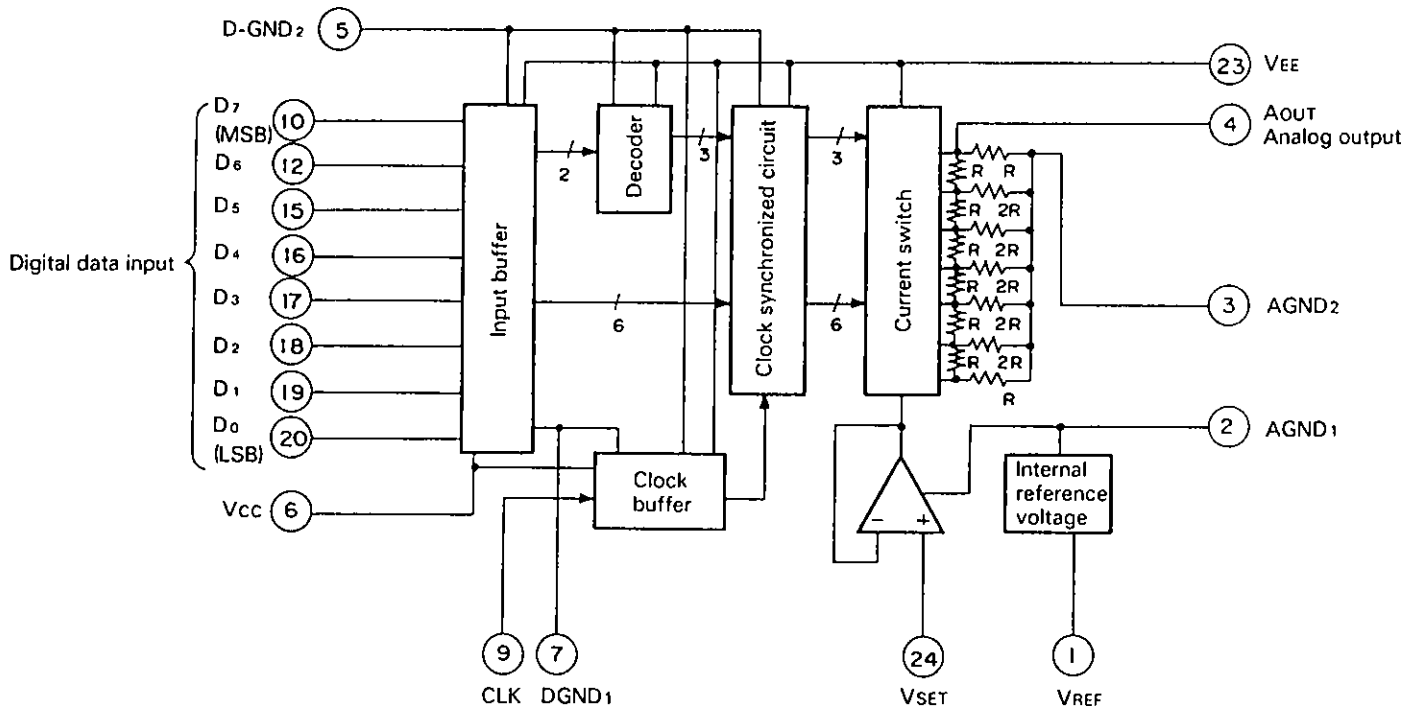 D-GND2 5
23 VEE
D7 (MSB) 10
4 AOUT
Analog output
D6 12
D5 15
Digital data input
D4 16
D3 17
D2 18
D1 19
D0 (LSB) 20
VCC 6
Input buffer
2
Decoder
3
6
Clock synchronized circuit
3
6
Current switch
R R
R 2R
R 2R
R 2R
R 2R
R 2R
R
3 AGND2
2 AGND1
Clock
buffer
- +
Internal
reference
voltage
9
CLK
7
DGND1
24
VSET
1
VREF